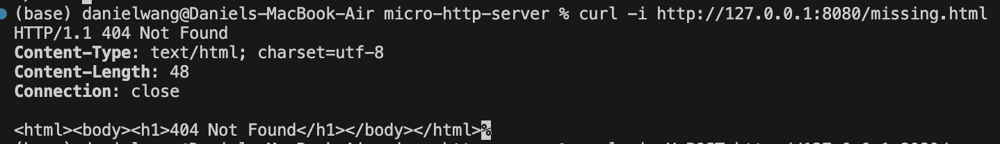 (base) danielwang@Daniels-MacBook-Air micro-http-server % curl -i http://127.0.0.1:8080/missing.html
HTTP/1.1 404 Not Found
Content-Type: text/html; charset=utf-8
Content-Length: 48
Connection: close
<html><body><h1>404 Not Found</h1></body></html>%